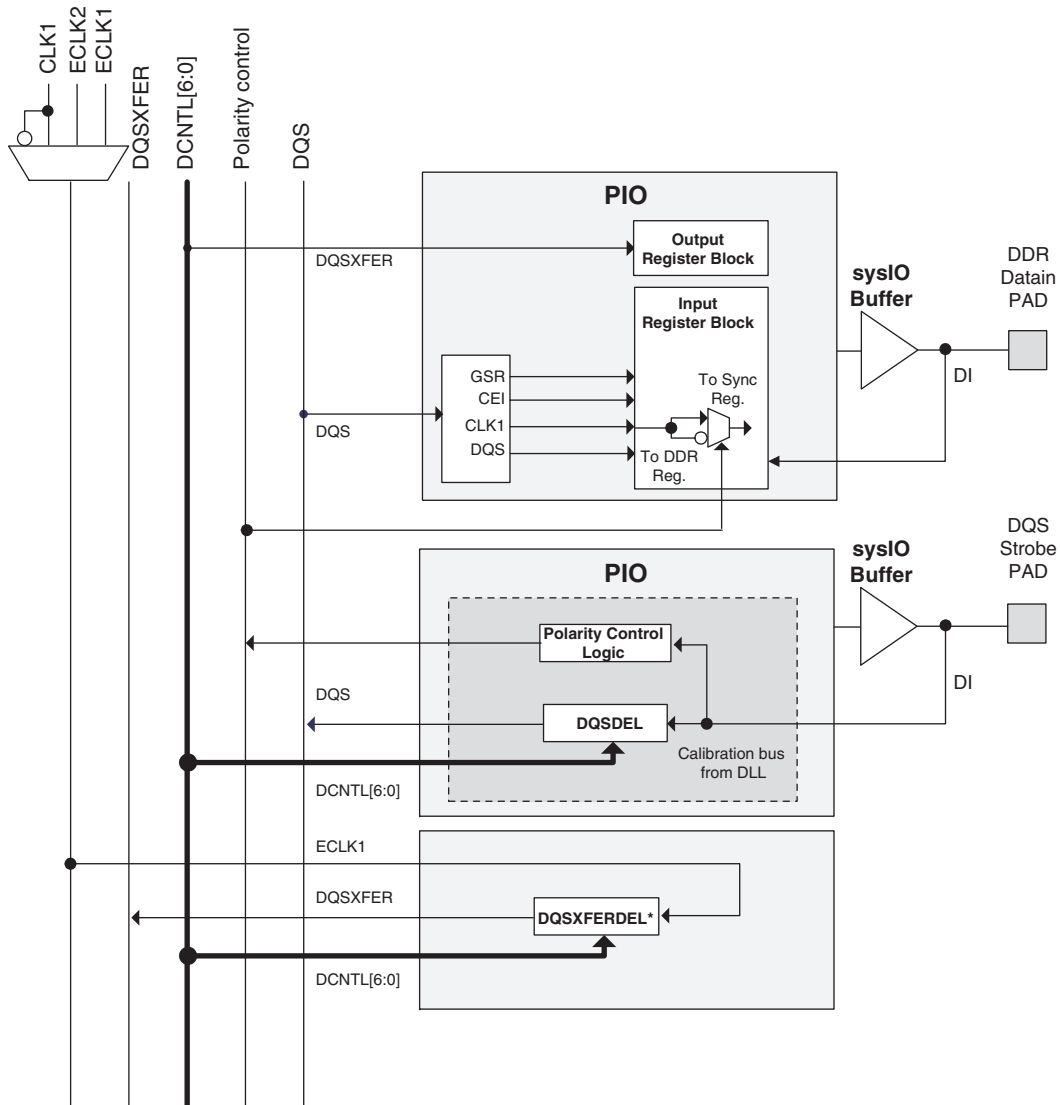 CLK1
ECLK2
ECLK1
DQSXFER
DCNTL[6:0]
Polarity control
DQS
PIO
DQSXFER
Output
Register Block
sysIO
Buffer
DDR
Datain
PAD
Input
Register Block
GSR
CEI
CLK1
DQS
To Sync
Reg.
To DDR
Reg.
DI
DQS
PIO
sysIO
Buffer
DQS
Strobe
PAD
Polarity Control
Logic
DQS
DQSDEL
DI
Calibration bus
from DLL
DCNTL[6:0]
ECLK1
DQSXFER
DQSXFERDEL*
DCNTL[6:0]